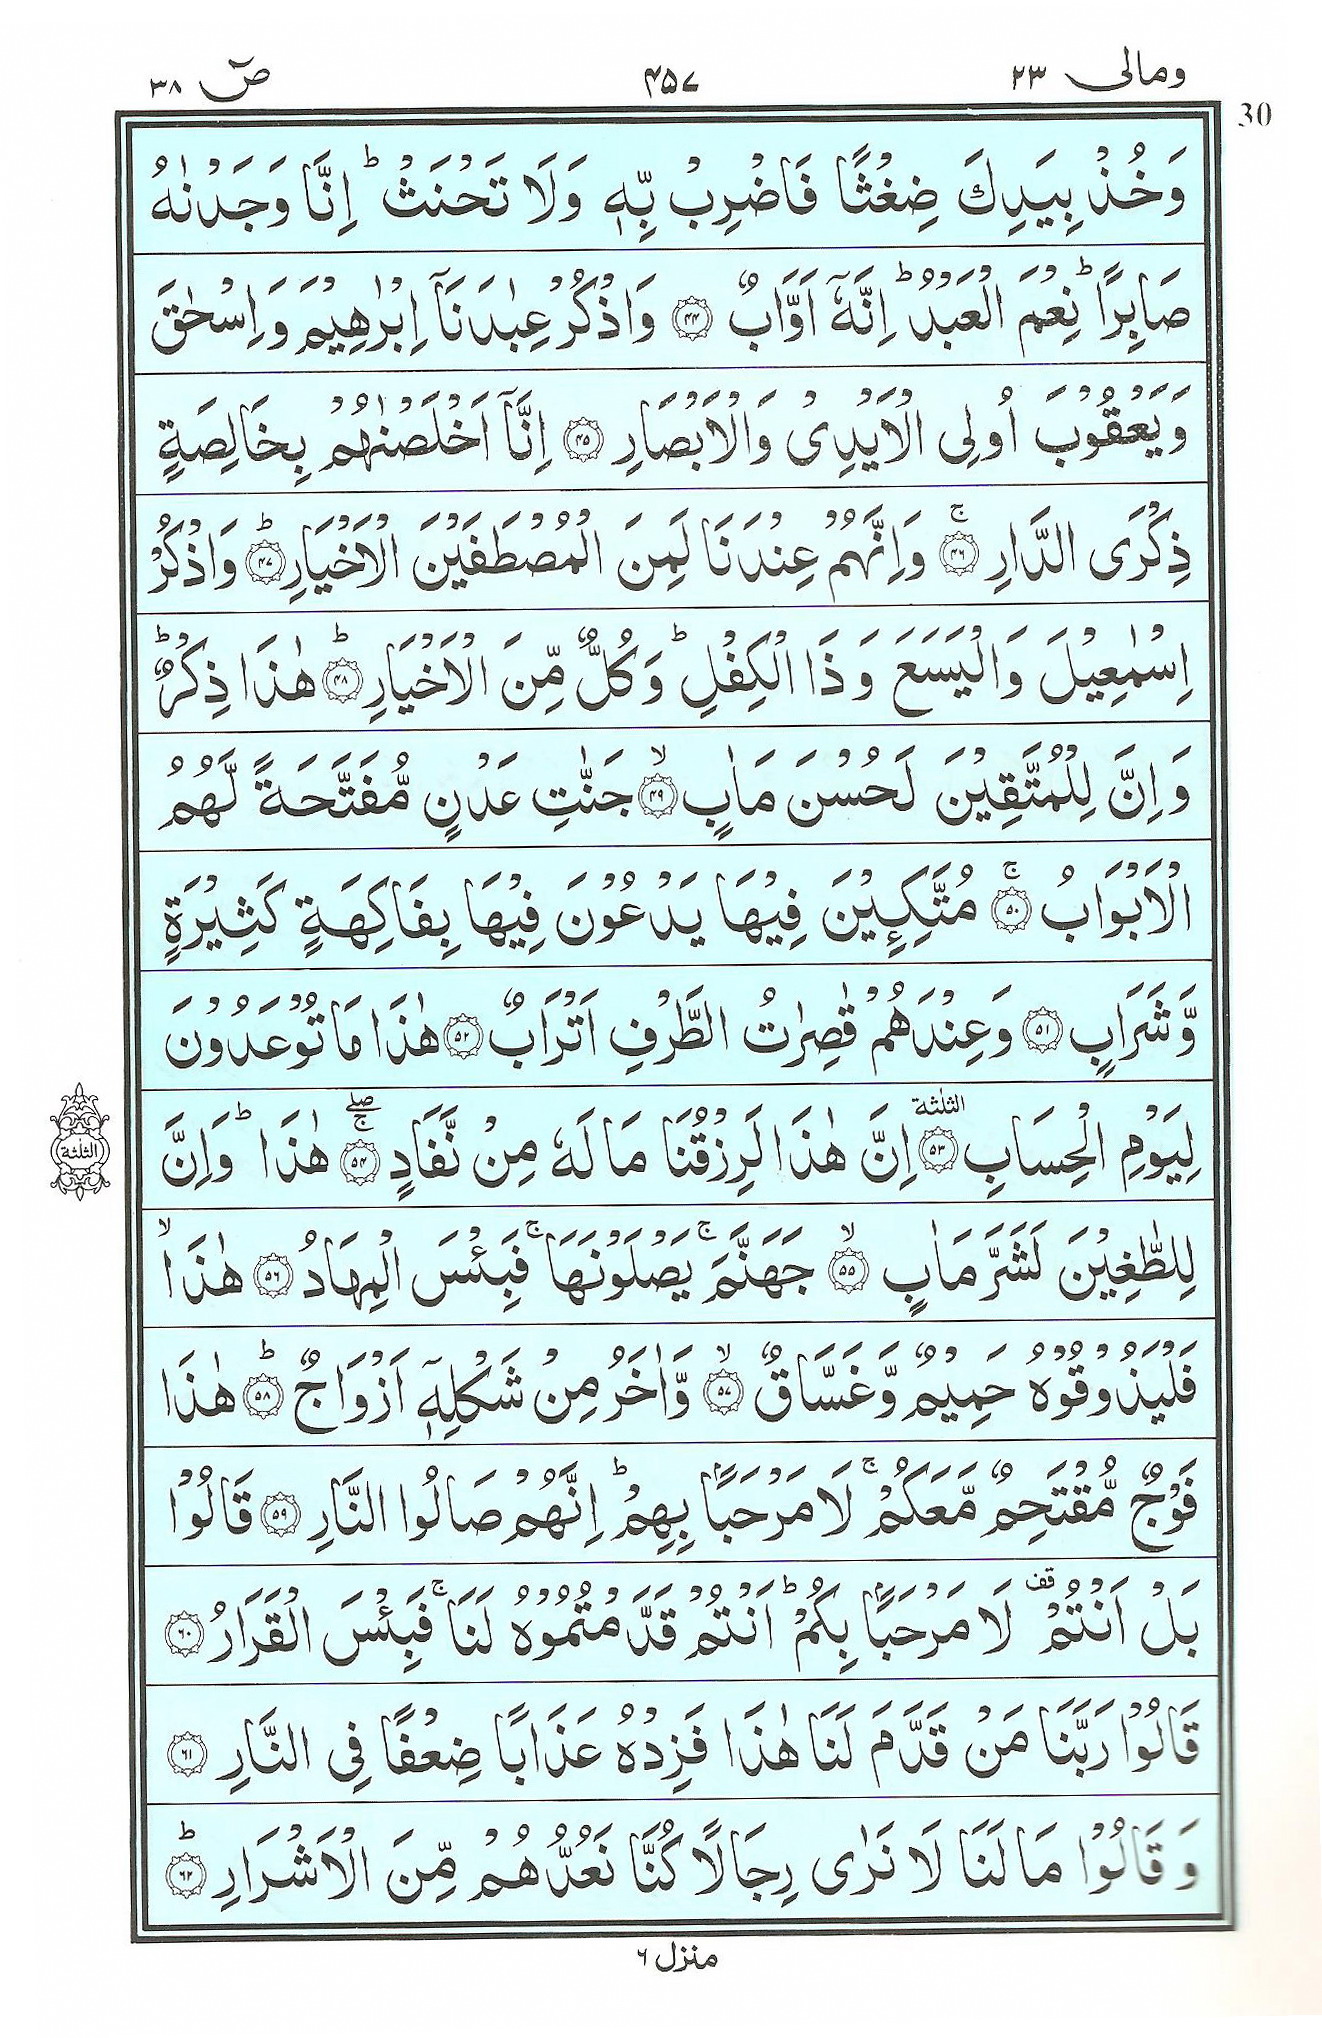 ومالی ۲۳ ۴۵۷ صٓ ۳۸
30
وَخُذْ بِيَدِكَ ضِغْثًا فَاضْرِبْ بِّهٖ وَلَا تَحْنَثْ ؕ اِنَّا وَجَدْنٰهُ
صَابِرًا ؕ نِعْمَ الْعَبْدُ ؕ اِنَّهٗۤ اَوَّابٌ ۝۴۴ وَاذْكُرْ عِبٰدَنَاۤ اِبْرٰهِيْمَ وَاِسْحٰقَ
وَيَعْقُوْبَ اُولِى الْاَيْدِىْ وَالْاَبْصَارِ ۝۴۵ اِنَّاۤ اَخْلَصْنٰهُمْ بِخَالِصَةٍ
ذِكْرَى الدَّارِ ۚ ۝۴۶ وَاِنَّهُمْ عِنْدَنَا لَمِنَ الْمُصْطَفَيْنَ الْاَخْيَارِ ؕ ۝۴۷ وَاذْكُرْ
اِسْمٰعِيْلَ وَالْيَسَعَ وَذَا الْكِفْلِ ؕ وَكُلٌّ مِّنَ الْاَخْيَارِ ؕ ۝۴۸ هٰذَا ذِكْرٌ ؕ
وَاِنَّ لِلْمُتَّقِيْنَ لَحُسْنَ مَاٰبٍ ۙ ۝۴۹ جَنّٰتِ عَدْنٍ مُّفَتَّحَةً لَّهُمُ
الْاَبْوَابُ ۚ ۝۵۰ مُتَّكِـِٕيْنَ فِيْهَا يَدْعُوْنَ فِيْهَا بِفَاكِهَةٍ كَثِيْرَةٍ
وَّشَرَابٍ ۝۵۱ وَعِنْدَهُمْ قٰصِرٰتُ الطَّرْفِ اَتْرَابٌ ۝۵۲ هٰذَا مَا تُوْعَدُوْنَ
لِيَوْمِ الْحِسَابِ ۝۵۳ الثلٰثة اِنَّ هٰذَا لَرِزْقُنَا مَا لَهٗ مِنْ نَّفَادٍ ۚۖ ۝۵۴ هٰذَا ؕ وَاِنَّ
الثلٰثة
لِلطّٰغِيْنَ لَشَرَّ مَاٰبٍ ۙ ۝۵۵ جَهَنَّمَ ۚ يَصْلَوْنَهَا ۚ فَبِئْسَ الْمِهَادُ ۝۵۶ هٰذَا ۙ
فَلْيَذُوْقُوْهُ حَمِيْمٌ وَّغَسَّاقٌ ۙ ۝۵۷ وَّاٰخَرُ مِنْ شَكْلِهٖۤ اَزْوَاجٌ ؕ ۝۵۸ هٰذَا
فَوْجٌ مُّقْتَحِمٌ مَّعَكُمْ ۚ لَا مَرْحَبًۢا بِهِمْ ؕ اِنَّهُمْ صَالُوا النَّارِ ۝۵۹ قَالُوْا
بَلْ اَنْتُمْ قف لَا مَرْحَبًۢا بِكُمْ ؕ اَنْتُمْ قَدَّمْتُمُوْهُ لَنَا ۚ فَبِئْسَ الْقَرَارُ ۝۶۰
قَالُوْا رَبَّنَا مَنْ قَدَّمَ لَنَا هٰذَا فَزِدْهُ عَذَابًا ضِعْفًا فِى النَّارِ ۝۶۱
وَقَالُوْا مَا لَنَا لَا نَرٰى رِجَالًا كُنَّا نَعُدُّهُمْ مِّنَ الْاَشْرَارِ ؕ ۝۶۲
منزل ۶